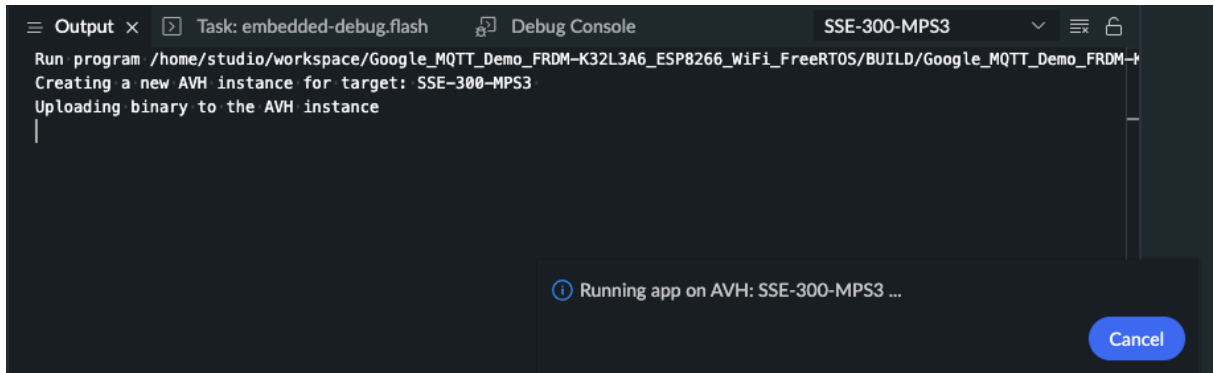 Output × Task: embedded-debug.flash Debug Console SSE-300-MPS3
Run program /home/studio/workspace/Google_MQTT_Demo_FRDM-K32L3A6_ESP8266_WiFi_FreeRTOS/BUILD/Google_MQTT_Demo_FRDM-K
Creating a new AVH instance for target: SSE-300-MPS3
Uploading binary to the AVH instance
Running app on AVH: SSE-300-MPS3 ...
Cancel